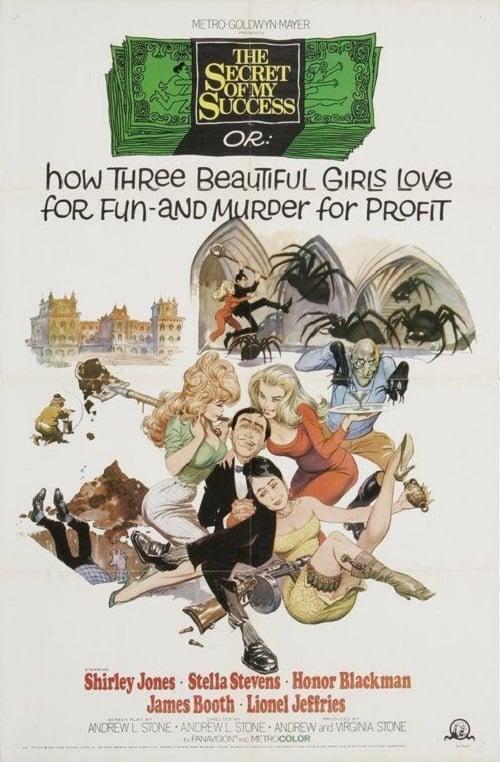 METRO-GOLDWYN-MAYER
PRESENTS
THE
SECRET
OF MY
SUCCESS
OR:
HOW THREE BEAUTIFUL GIRLS LOVE
FOR FUN-AND MURDER FOR PROFIT
STARRING
Shirley Jones · Stella Stevens · Honor Blackman
James Booth · Lionel Jeffries
SCREEN PLAY BY DIRECTED BY PRODUCED BY
ANDREW L. STONE · ANDREW L. STONE · ANDREW and VIRGINIA STONE
IN PANAVISION® AND METROCOLOR